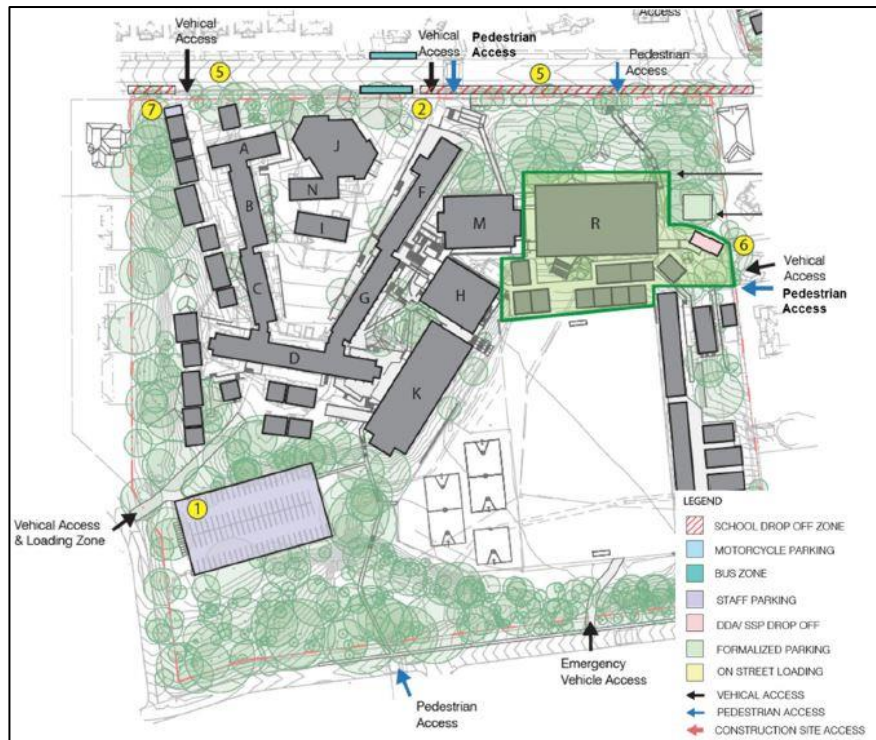 Vehical
Access
Vehical
Access
Pedestrian
Access
Pedestrian
Access
Access
5
5
7
2
A
J
B
N
F
I
M
R
6
Vehical
Access
Pedestrian
Access
C
G
H
D
K
1
Vehical Access
& Loading Zone
Emergency
Vehicle Access
Pedestrian
Access
LEGEND
SCHOOL DROP OFF ZONE
MOTORCYCLE PARKING
BUS ZONE
STAFF PARKING
DDA/ SSP DROP OFF
FORMALIZED PARKING
ON STREET LOADING
VEHICAL ACCESS
PEDESTRIAN ACCESS
CONSTRUCTION SITE ACCESS